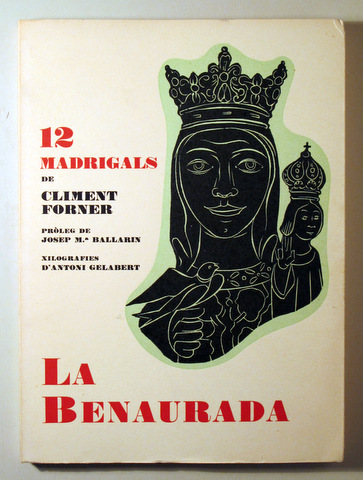 12
MADRIGALS
DE
CLIMENT
FORNER
PRÒLEG DE
JOSEP M.ª BALLARIN
XILOGRAFIES
D'ANTONI GELABERT
LA
BENAURADA